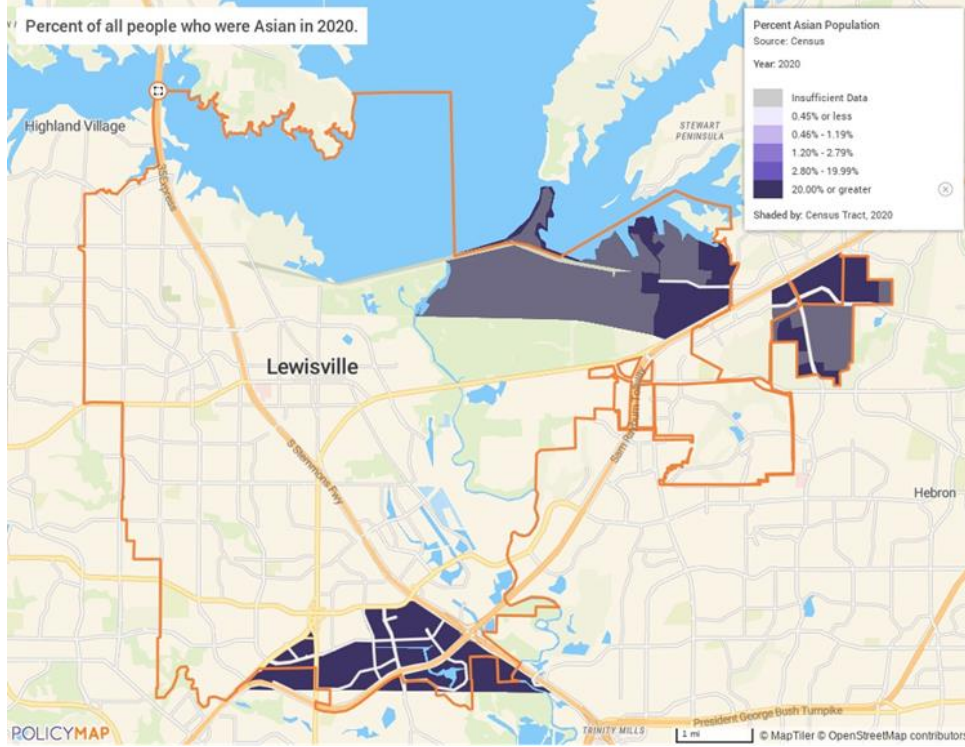 Percent of all people who were Asian in 2020.
Percent Asian Population
Source: Census
Year: 2020
Insufficient Data
0.45% or less
0.46% - 1.19%
1.20% - 2.79%
2.80% - 19.99%
20.00% or greater
Shaded by: Census Tract, 2020
Highland Village
STEWART
PENINSULA
35Express
Lewisville
S Stemmons Fwy
Sam Rayburn Tollway
Hebron
President George Bush Turnpike
TRINITY MILLS
POLICYMAP
1 mi
© MapTiler © OpenStreetMap contributors